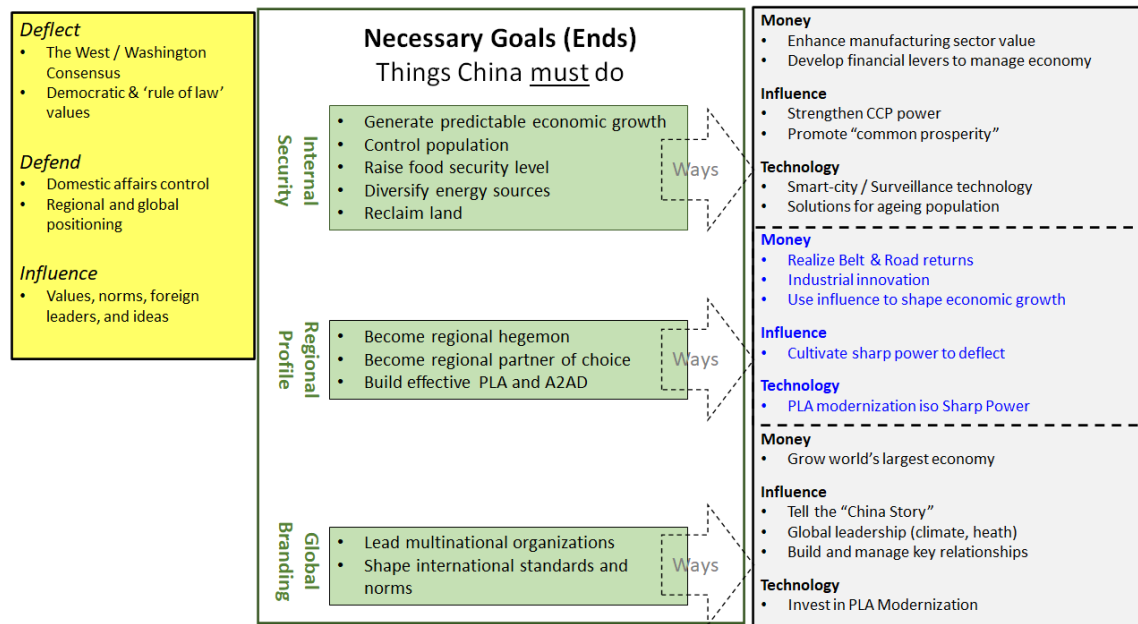 Deflect
• The West / Washington
Consensus
• Democratic & ‘rule of law’
values
Defend
• Domestic affairs control
• Regional and global
positioning
Influence
• Values, norms, foreign
leaders, and ideas
Necessary Goals (Ends)
Things China must do
Internal
Security
• Generate predictable economic growth
• Control population
• Raise food security level
• Diversify energy sources
• Reclaim land
Ways
Regional
Profile
• Become regional hegemon
• Become regional partner of choice
• Build effective PLA and A2AD
Ways
Global
Branding
• Lead multinational organizations
• Shape international standards and
norms
Ways
Money
• Enhance manufacturing sector value
• Develop financial levers to manage economy
Influence
• Strengthen CCP power
• Promote “common prosperity”
Technology
• Smart-city / Surveillance technology
• Solutions for ageing population
Money
• Realize Belt & Road returns
• Industrial innovation
• Use influence to shape economic growth
Influence
• Cultivate sharp power to deflect
Technology
• PLA modernization iso Sharp Power
Money
• Grow world’s largest economy
Influence
• Tell the “China Story”
• Global leadership (climate, heath)
• Build and manage key relationships
Technology
• Invest in PLA Modernization